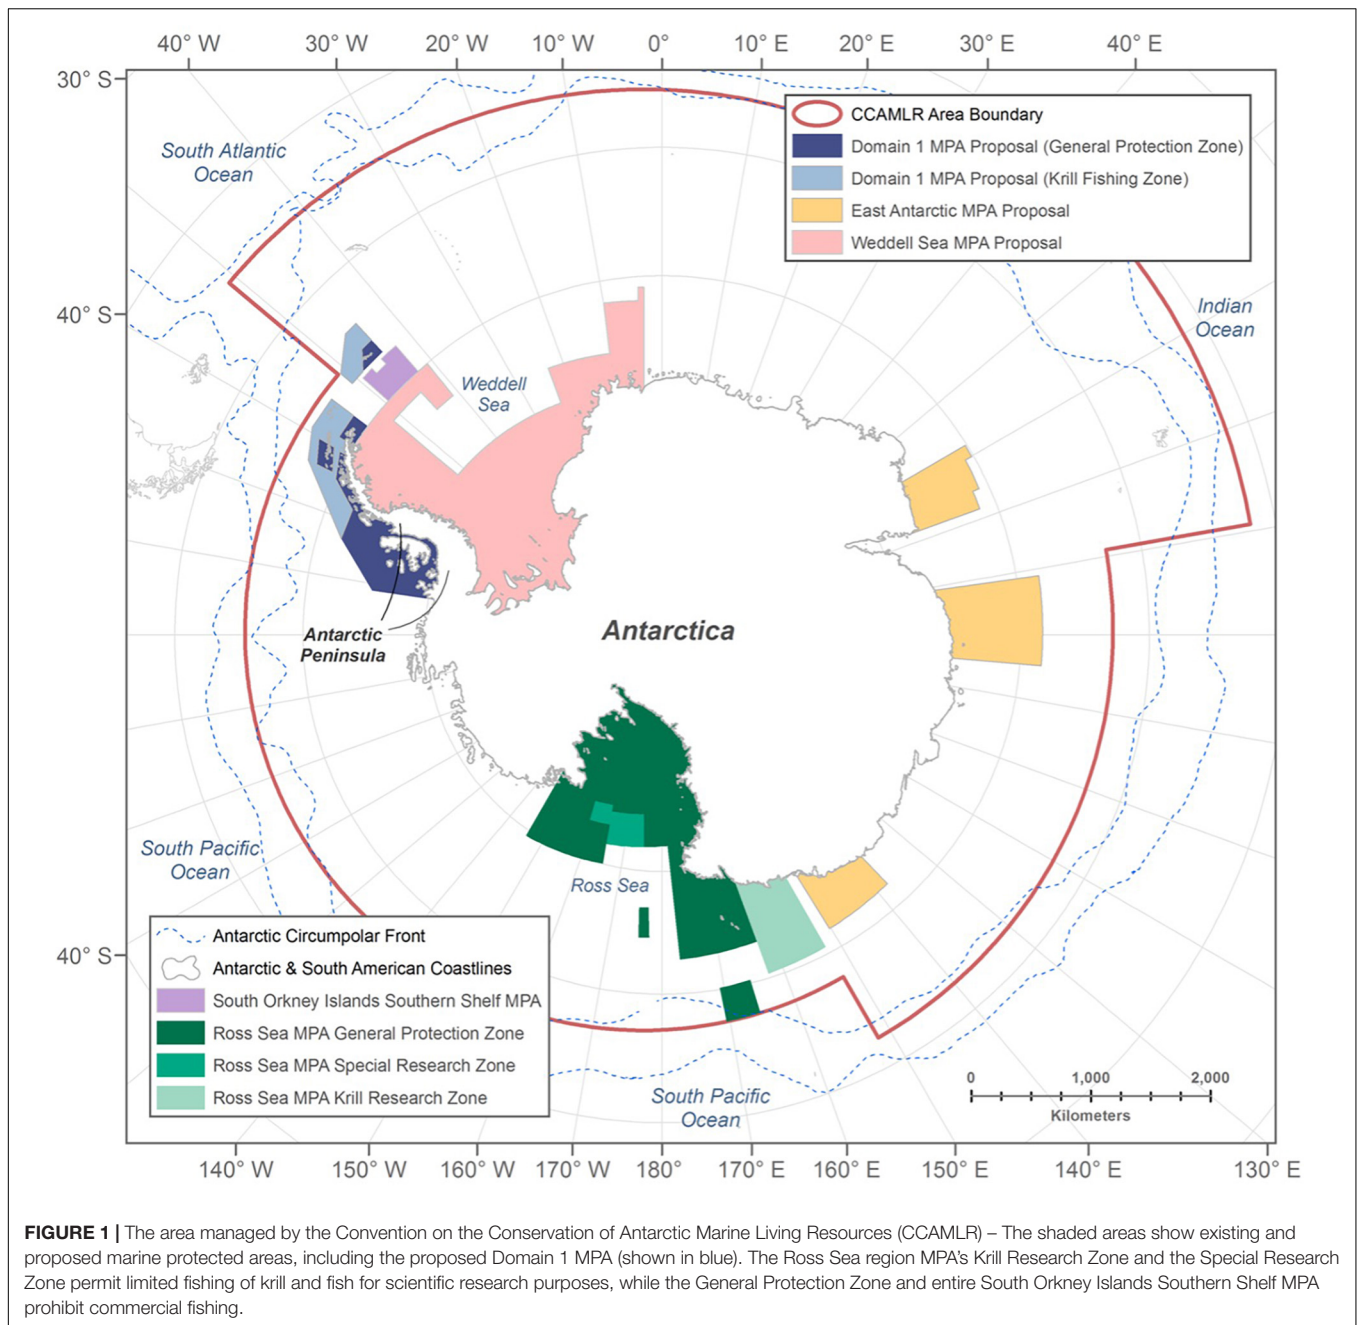 40° W 30° W 20° W 10° W 0° 10° E 20° E 30° E 40° E
30° S
CCAMLR Area Boundary
Domain 1 MPA Proposal (General Protection Zone)
Domain 1 MPA Proposal (Krill Fishing Zone)
East Antarctic MPA Proposal
Weddell Sea MPA Proposal
South Atlantic
Ocean
Indian
Ocean
40° S
Weddell
Sea
Antarctica
Antarctic
Peninsula
South Pacific
Ocean
Ross Sea
40° S
Antarctic Circumpolar Front
Antarctic & South American Coastlines
South Orkney Islands Southern Shelf MPA
Ross Sea MPA General Protection Zone
Ross Sea MPA Special Research Zone
Ross Sea MPA Krill Research Zone
South Pacific
Ocean
0 1,000 2,000
Kilometers
140° W 150° W 160° W 170° W 180° 170° E 160° E 150° E 140° E 130° E
FIGURE 1 | The area managed by the Convention on the Conservation of Antarctic Marine Living Resources (CCAMLR) – The shaded areas show existing and
proposed marine protected areas, including the proposed Domain 1 MPA (shown in blue). The Ross Sea region MPA's Krill Research Zone and the Special Research
Zone permit limited fishing of krill and fish for scientific research purposes, while the General Protection Zone and entire South Orkney Islands Southern Shelf MPA
prohibit commercial fishing.